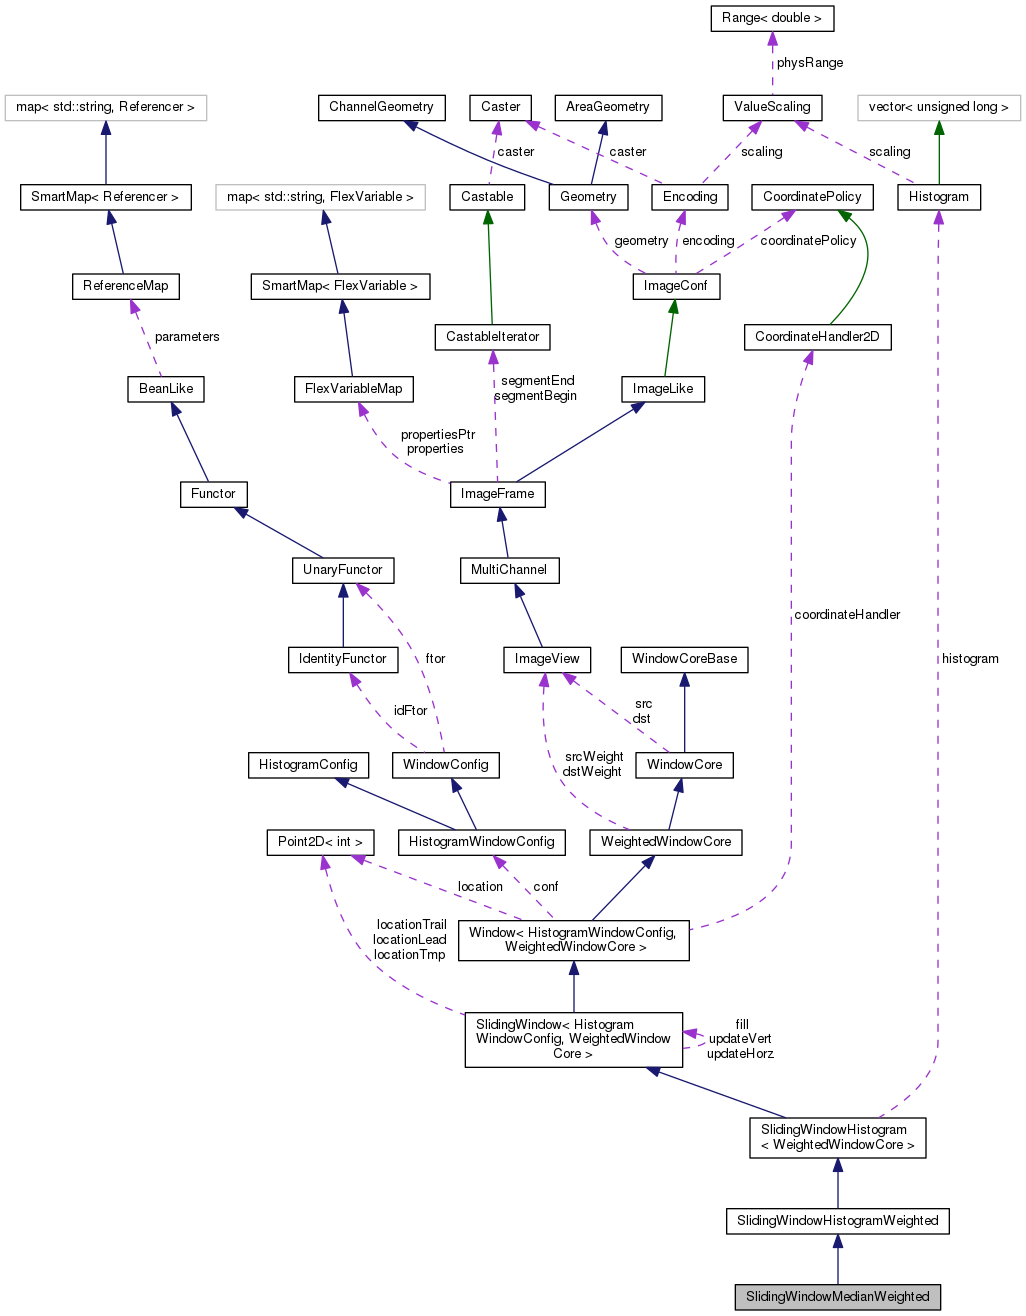 Range< double >
physRange
map< std::string, Referencer >
ChannelGeometry
Caster
AreaGeometry
ValueScaling
vector< unsigned long >
caster
caster
scaling
scaling
SmartMap< Referencer >
map< std::string, FlexVariable >
Castable
Geometry
Encoding
CoordinatePolicy
Histogram
geometry
encoding
coordinatePolicy
ReferenceMap
SmartMap< FlexVariable >
ImageConf
parameters
CastableIterator
CoordinateHandler2D
BeanLike
FlexVariableMap
segmentEnd
segmentBegin
ImageLike
propertiesPtr
properties
Functor
ImageFrame
UnaryFunctor
MultiChannel
coordinateHandler
IdentityFunctor
ftor
ImageView
WindowCoreBase
histogram
idFtor
src
dst
HistogramConfig
WindowConfig
srcWeight
dstWeight
WindowCore
Point2D< int >
HistogramWindowConfig
WeightedWindowCore
location
conf
locationTrail
locationLead
locationTmp
Window< HistogramWindowConfig,
WeightedWindowCore >
SlidingWindow< Histogram
WindowConfig, WeightedWindow
Core >
fill
updateVert
updateHorz
SlidingWindowHistogram
< WeightedWindowCore >
SlidingWindowHistogramWeighted
SlidingWindowMedianWeighted